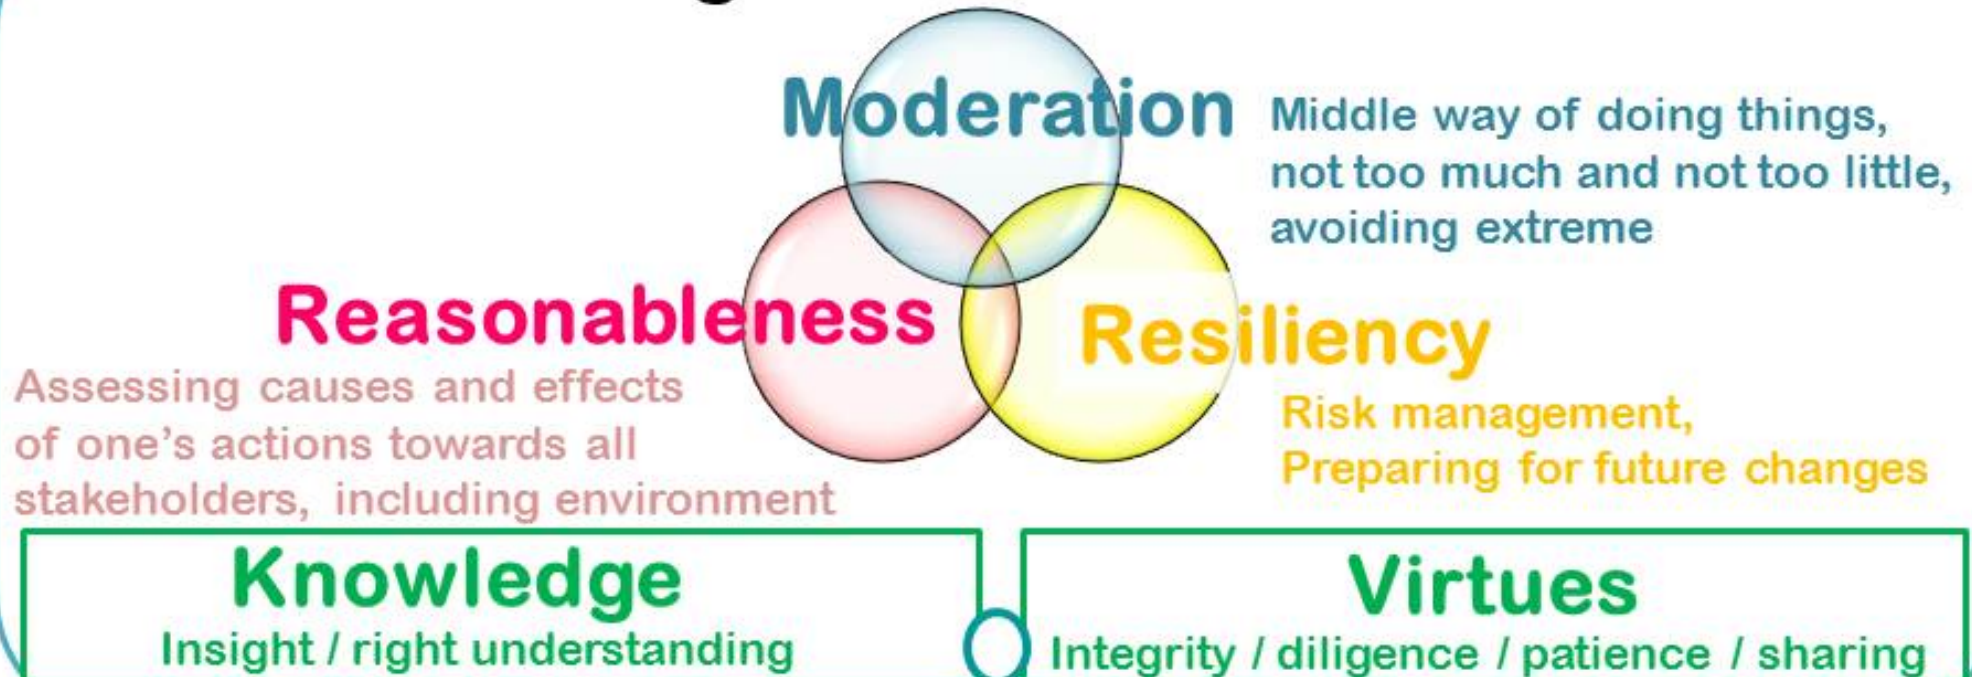 Moderation
Middle way of doing things,
not too much and not too little,
avoiding extreme
Reasonableness
Assessing causes and effects
of one's actions towards all
stakeholders, including environment
Resiliency
Risk management,
Preparing for future changes
Knowledge
Insight / right understanding
Virtues
Integrity / diligence / patience / sharing